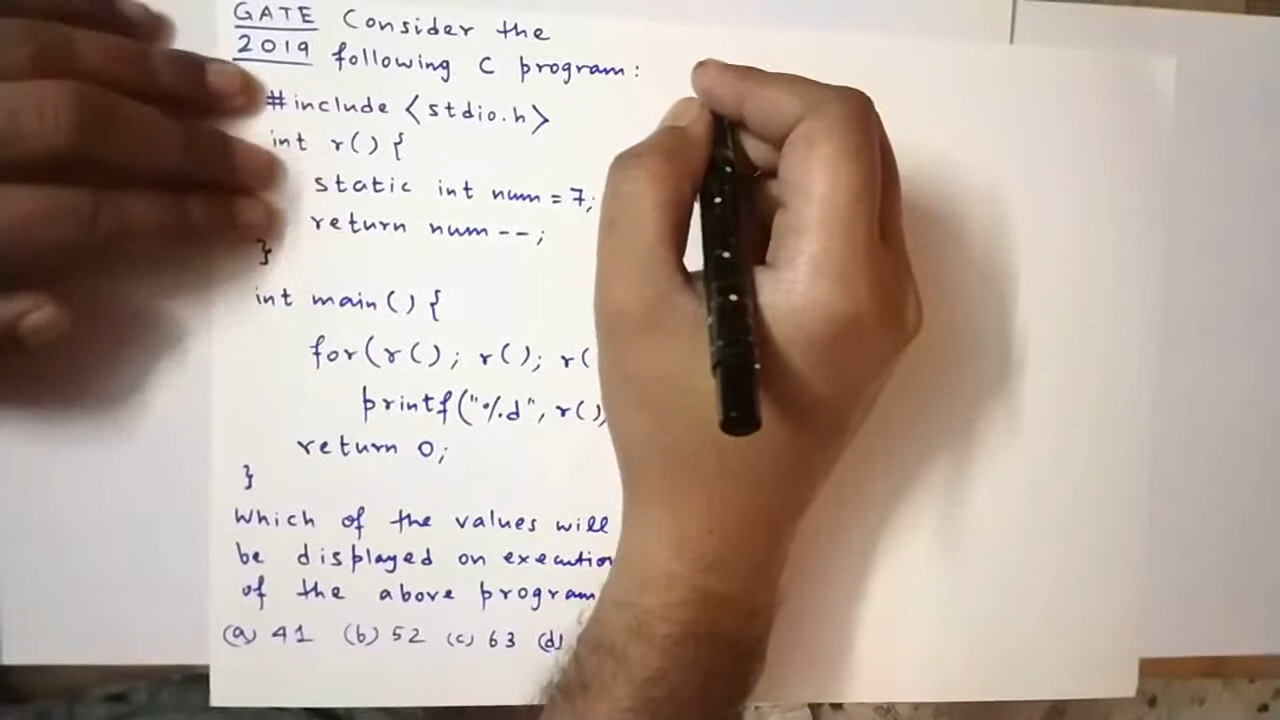 GATE Consider the
2019 following C program:
#include <stdio.h>
int r() {
static int num = 7;
return num --;
}
int main() {
for (r(); r(); r(
printf("%d", r()
return 0;
}
Which of the values will
be displayed on execution
of the above program
(a) 41 (b) 52 (c) 63 (d)